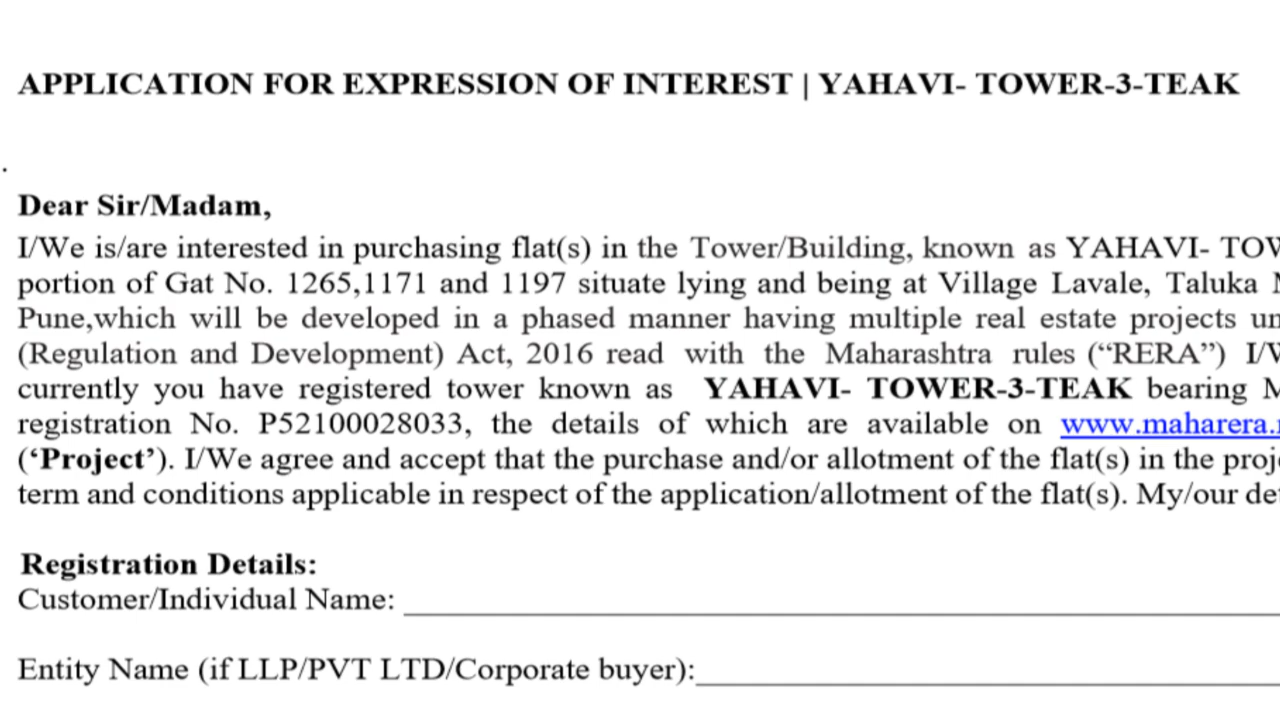 APPLICATION FOR EXPRESSION OF INTEREST | YAHAVI- TOWER-3-TEAK
.
Dear Sir/Madam,
I/We is/are interested in purchasing flat(s) in the Tower/Building, known as YAHAVI-
portion of Gat No. 1265,1171 and 1197 situate lying and being at Village Lavale, Taluka
Pune,which will be developed in a phased manner having multiple real estate projects
(Regulation and Development) Act, 2016 read with the Maharashtra rules (“RERA”)
currently you have registered tower known as YAHAVI- TOWER-3-TEAK bearing
registration No. P52100028033, the details of which are available on www.maharera.
(‘Project’). I/We agree and accept that the purchase and/or allotment of the flat(s) in the
term and conditions applicable in respect of the application/allotment of the flat(s). My/our
Registration Details:
Customer/Individual Name:
Entity Name (if LLP/PVT LTD/Corporate buyer):